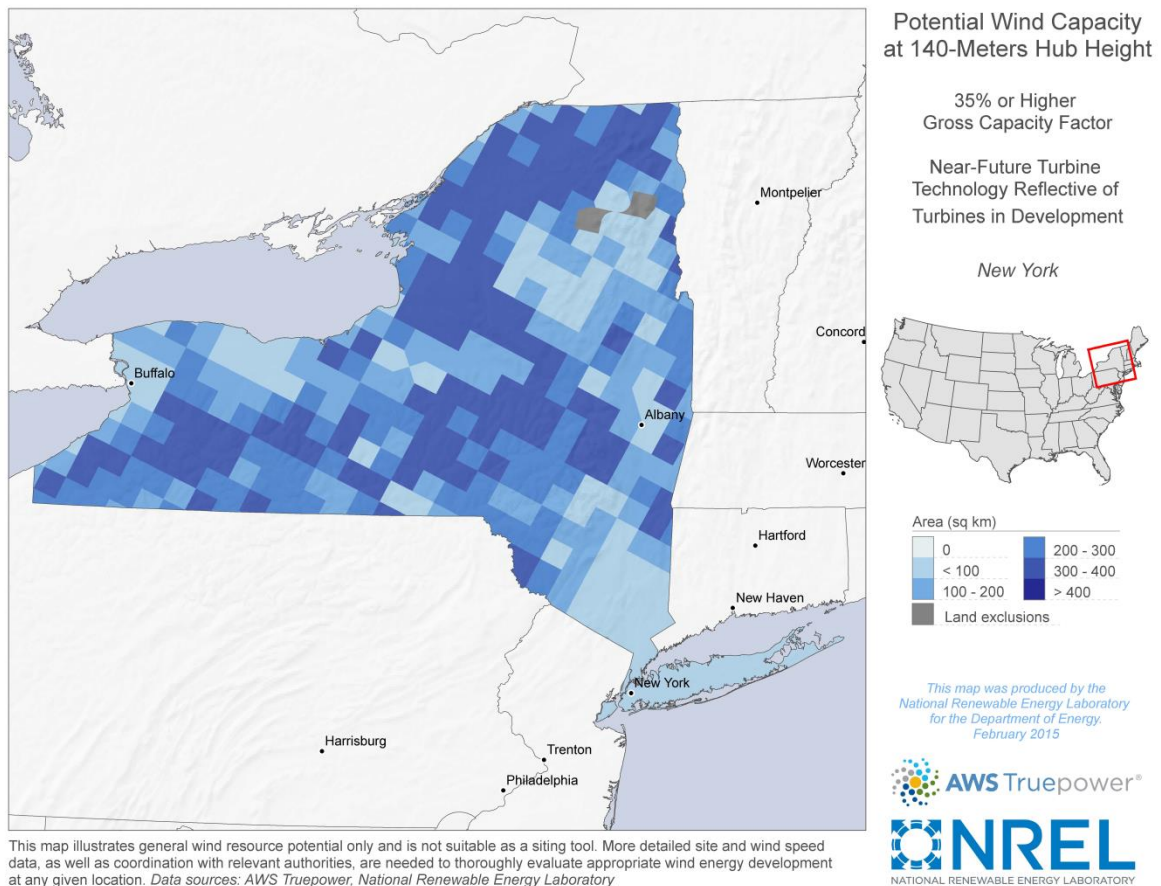 Potential Wind Capacity
at 140-Meters Hub Height
35% or Higher
Gross Capacity Factor
Near-Future Turbine
Technology Reflective of
Turbines in Development
New York
Montpelier
Concord
Buffalo
Albany
Worcester
Hartford
New Haven
New York
Harrisburg
Trenton
Philadelphia
Area (sq km)
0
200 - 300
< 100
300 - 400
100 - 200
> 400
Land exclusions
This map was produced by the
National Renewable Energy Laboratory
for the Department of Energy.
February 2015
AWS Truepower®
NREL
NATIONAL RENEWABLE ENERGY LABORATORY
This map illustrates general wind resource potential only and is not suitable as a siting tool. More detailed site and wind speed
data, as well as coordination with relevant authorities, are needed to thoroughly evaluate appropriate wind energy development
at any given location. Data sources: AWS Truepower, National Renewable Energy Laboratory